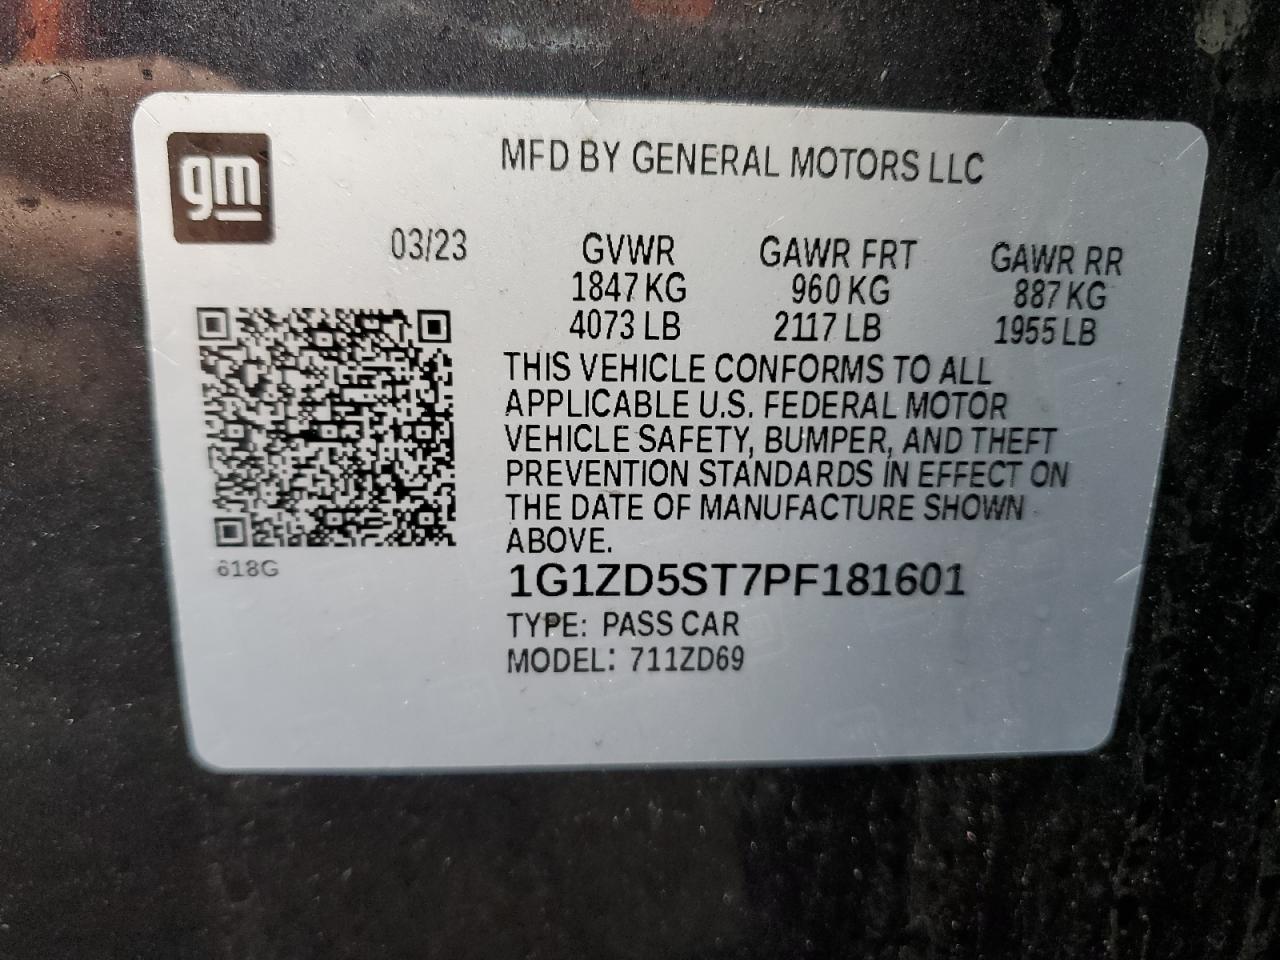 gm
MFD BY GENERAL MOTORS LLC
03/23
GVWR GAWR FRT GAWR RR
1847 KG 960 KG 887 KG
4073 LB 2117 LB 1955 LB
THIS VEHICLE CONFORMS TO ALL
APPLICABLE U.S. FEDERAL MOTOR
VEHICLE SAFETY, BUMPER, AND THEFT
PREVENTION STANDARDS IN EFFECT ON
THE DATE OF MANUFACTURE SHOWN
ABOVE.
618G
1G1ZD5ST7PF181601
TYPE: PASS CAR
MODEL: 711ZD69